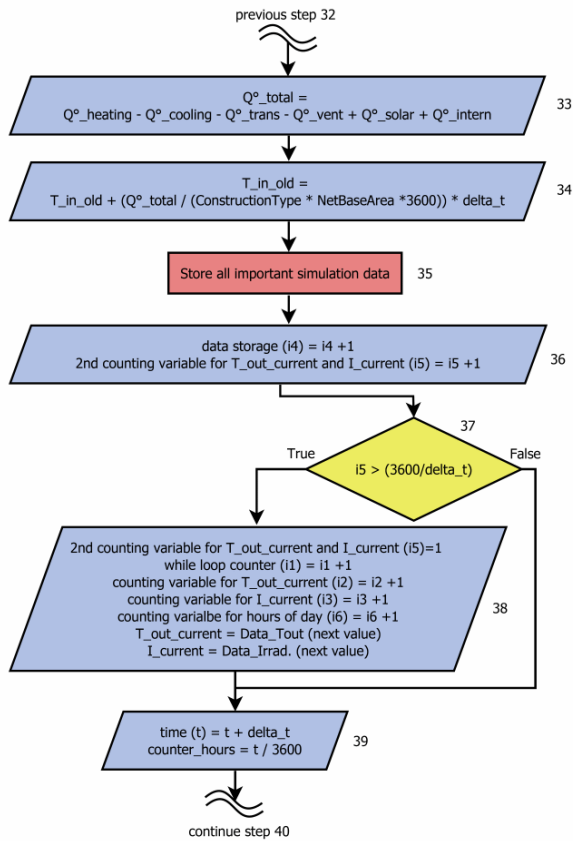 previous step 32
Q°_total =
Q°_heating - Q°_cooling - Q°_trans - Q°_vent + Q°_solar + Q°_intern
33
T_in_old =
T_in_old + (Q°_total / (ConstructionType * NetBaseArea *3600)) * delta_t
34
Store all important simulation data
35
data storage (i4) = i4 +1
2nd counting variable for T_out_current and I_current (i5) = i5 +1
36
37
True
False
i5 > (3600/delta_t)
2nd counting variable for T_out_current and I_current (i5)=1
while loop counter (i1) = i1 +1
counting variable for T_out_current (i2) = i2 +1
counting variable for I_current (i3) = i3 +1
counting varialbe for hours of day (i6) = i6 +1
T_out_current = Data_Tout (next value)
I_current = Data_Irrad. (next value)
38
time (t) = t + delta_t
counter_hours = t / 3600
39
continue step 40